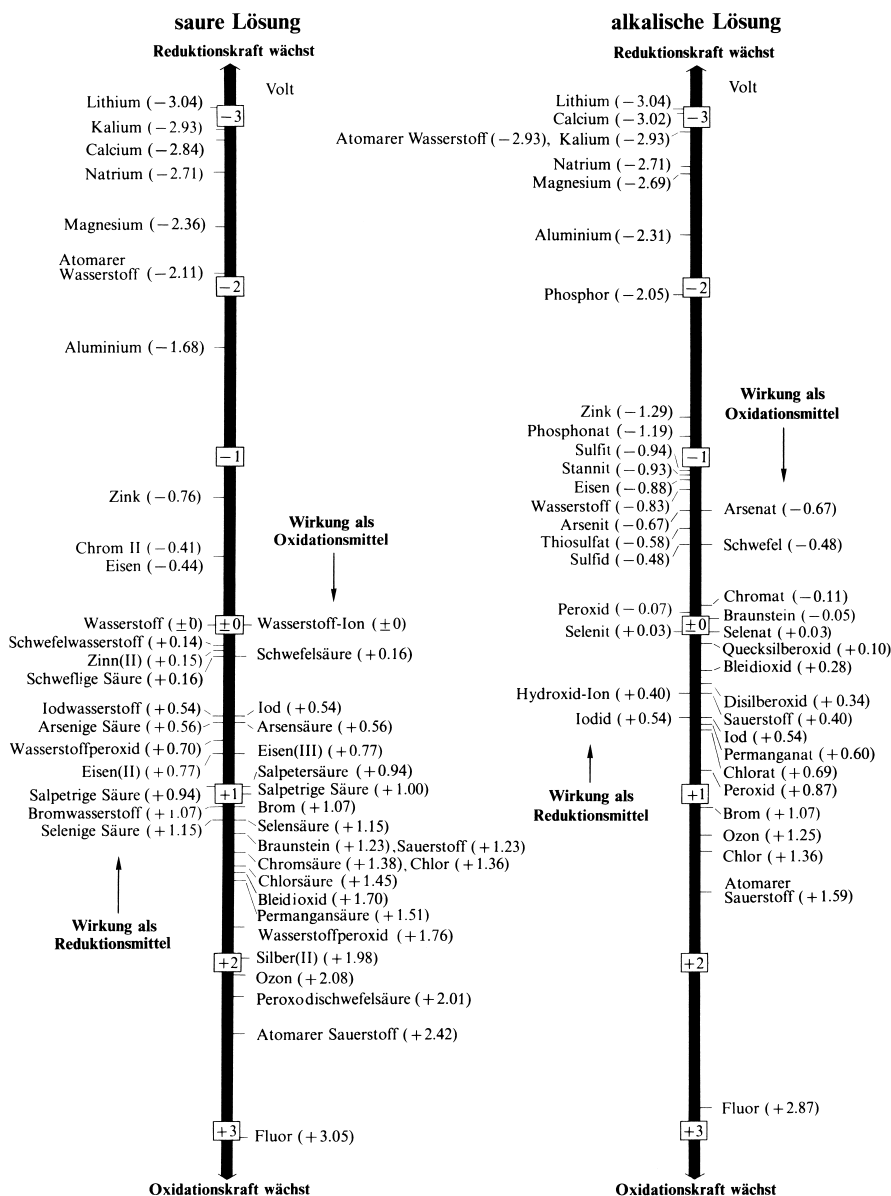 saure Lösung
Reduktionskraft wächst
Volt
Lithium (−3.04)
−3
Kalium (−2.93)
Calcium (−2.84)
Natrium (−2.71)
Magnesium (−2.36)
Atomarer
Wasserstoff (−2.11)
−2
Aluminium (−1.68)
−1
Zink (−0.76)
Wirkung als
Oxidationsmittel
Chrom II (−0.41)
Eisen (−0.44)
Wasserstoff (±0)
±0
Wasserstoff-Ion (±0)
Schwefelwasserstoff (+0.14)
Zinn(II) (+0.15)
Schwefelsäure (+0.16)
Schweflige Säure (+0.16)
Iodwasserstoff (+0.54)
Iod (+0.54)
Arsenige Säure (+0.56)
Arsensäure (+0.56)
Wasserstoffperoxid (+0.70)
Eisen(III) (+0.77)
Eisen(II) (+0.77)
Salpetersäure (+0.94)
Salpetrige Säure (+0.94)
+1
Salpetrige Säure (+1.00)
Bromwasserstoff (+1.07)
Brom (+1.07)
Selenige Säure (+1.15)
Selensäure (+1.15)
Braunstein (+1.23), Sauerstoff (+1.23)
Chromsäure (+1.38), Chlor (+1.36)
Chlorsäure (+1.45)
Bleidioxid (+1.70)
Permangansäure (+1.51)
Wirkung als
Reduktionsmittel
Wasserstoffperoxid (+1.76)
Silber(II) (+1.98)
+2
Ozon (+2.08)
Peroxodischwefelsäure (+2.01)
Atomarer Sauerstoff (+2.42)
+3
Fluor (+3.05)
Oxidationskraft wächst
alkalische Lösung
Reduktionskraft wächst
Volt
Lithium (−3.04)
Calcium (−3.02)
−3
Atomarer Wasserstoff (−2.93), Kalium (−2.93)
Natrium (−2.71)
Magnesium (−2.69)
Aluminium (−2.31)
Phosphor (−2.05)
−2
Wirkung als
Oxidationsmittel
Zink (−1.29)
Phosphonat (−1.19)
Sulfit (−0.94)
−1
Stannit (−0.93)
Eisen (−0.88)
Wasserstoff (−0.83)
Arsenat (−0.67)
Arsenit (−0.67)
Thiosulfat (−0.58)
Schwefel (−0.48)
Sulfid (−0.48)
Chromat (−0.11)
Peroxid (−0.07)
Braunstein (−0.05)
±0
Selenit (+0.03)
Selenat (+0.03)
Quecksilberoxid (+0.10)
Bleidioxid (+0.28)
Hydroxid-Ion (+0.40)
Disilberoxid (+0.34)
Iodid (+0.54)
Sauerstoff (+0.40)
Iod (+0.54)
Permanganat (+0.60)
Chlorat (+0.69)
Peroxid (+0.87)
+1
Wirkung als
Reduktionsmittel
Brom (+1.07)
Ozon (+1.25)
Chlor (+1.36)
Atomarer
Sauerstoff (+1.59)
+2
Fluor (+2.87)
+3
Oxidationskraft wächst